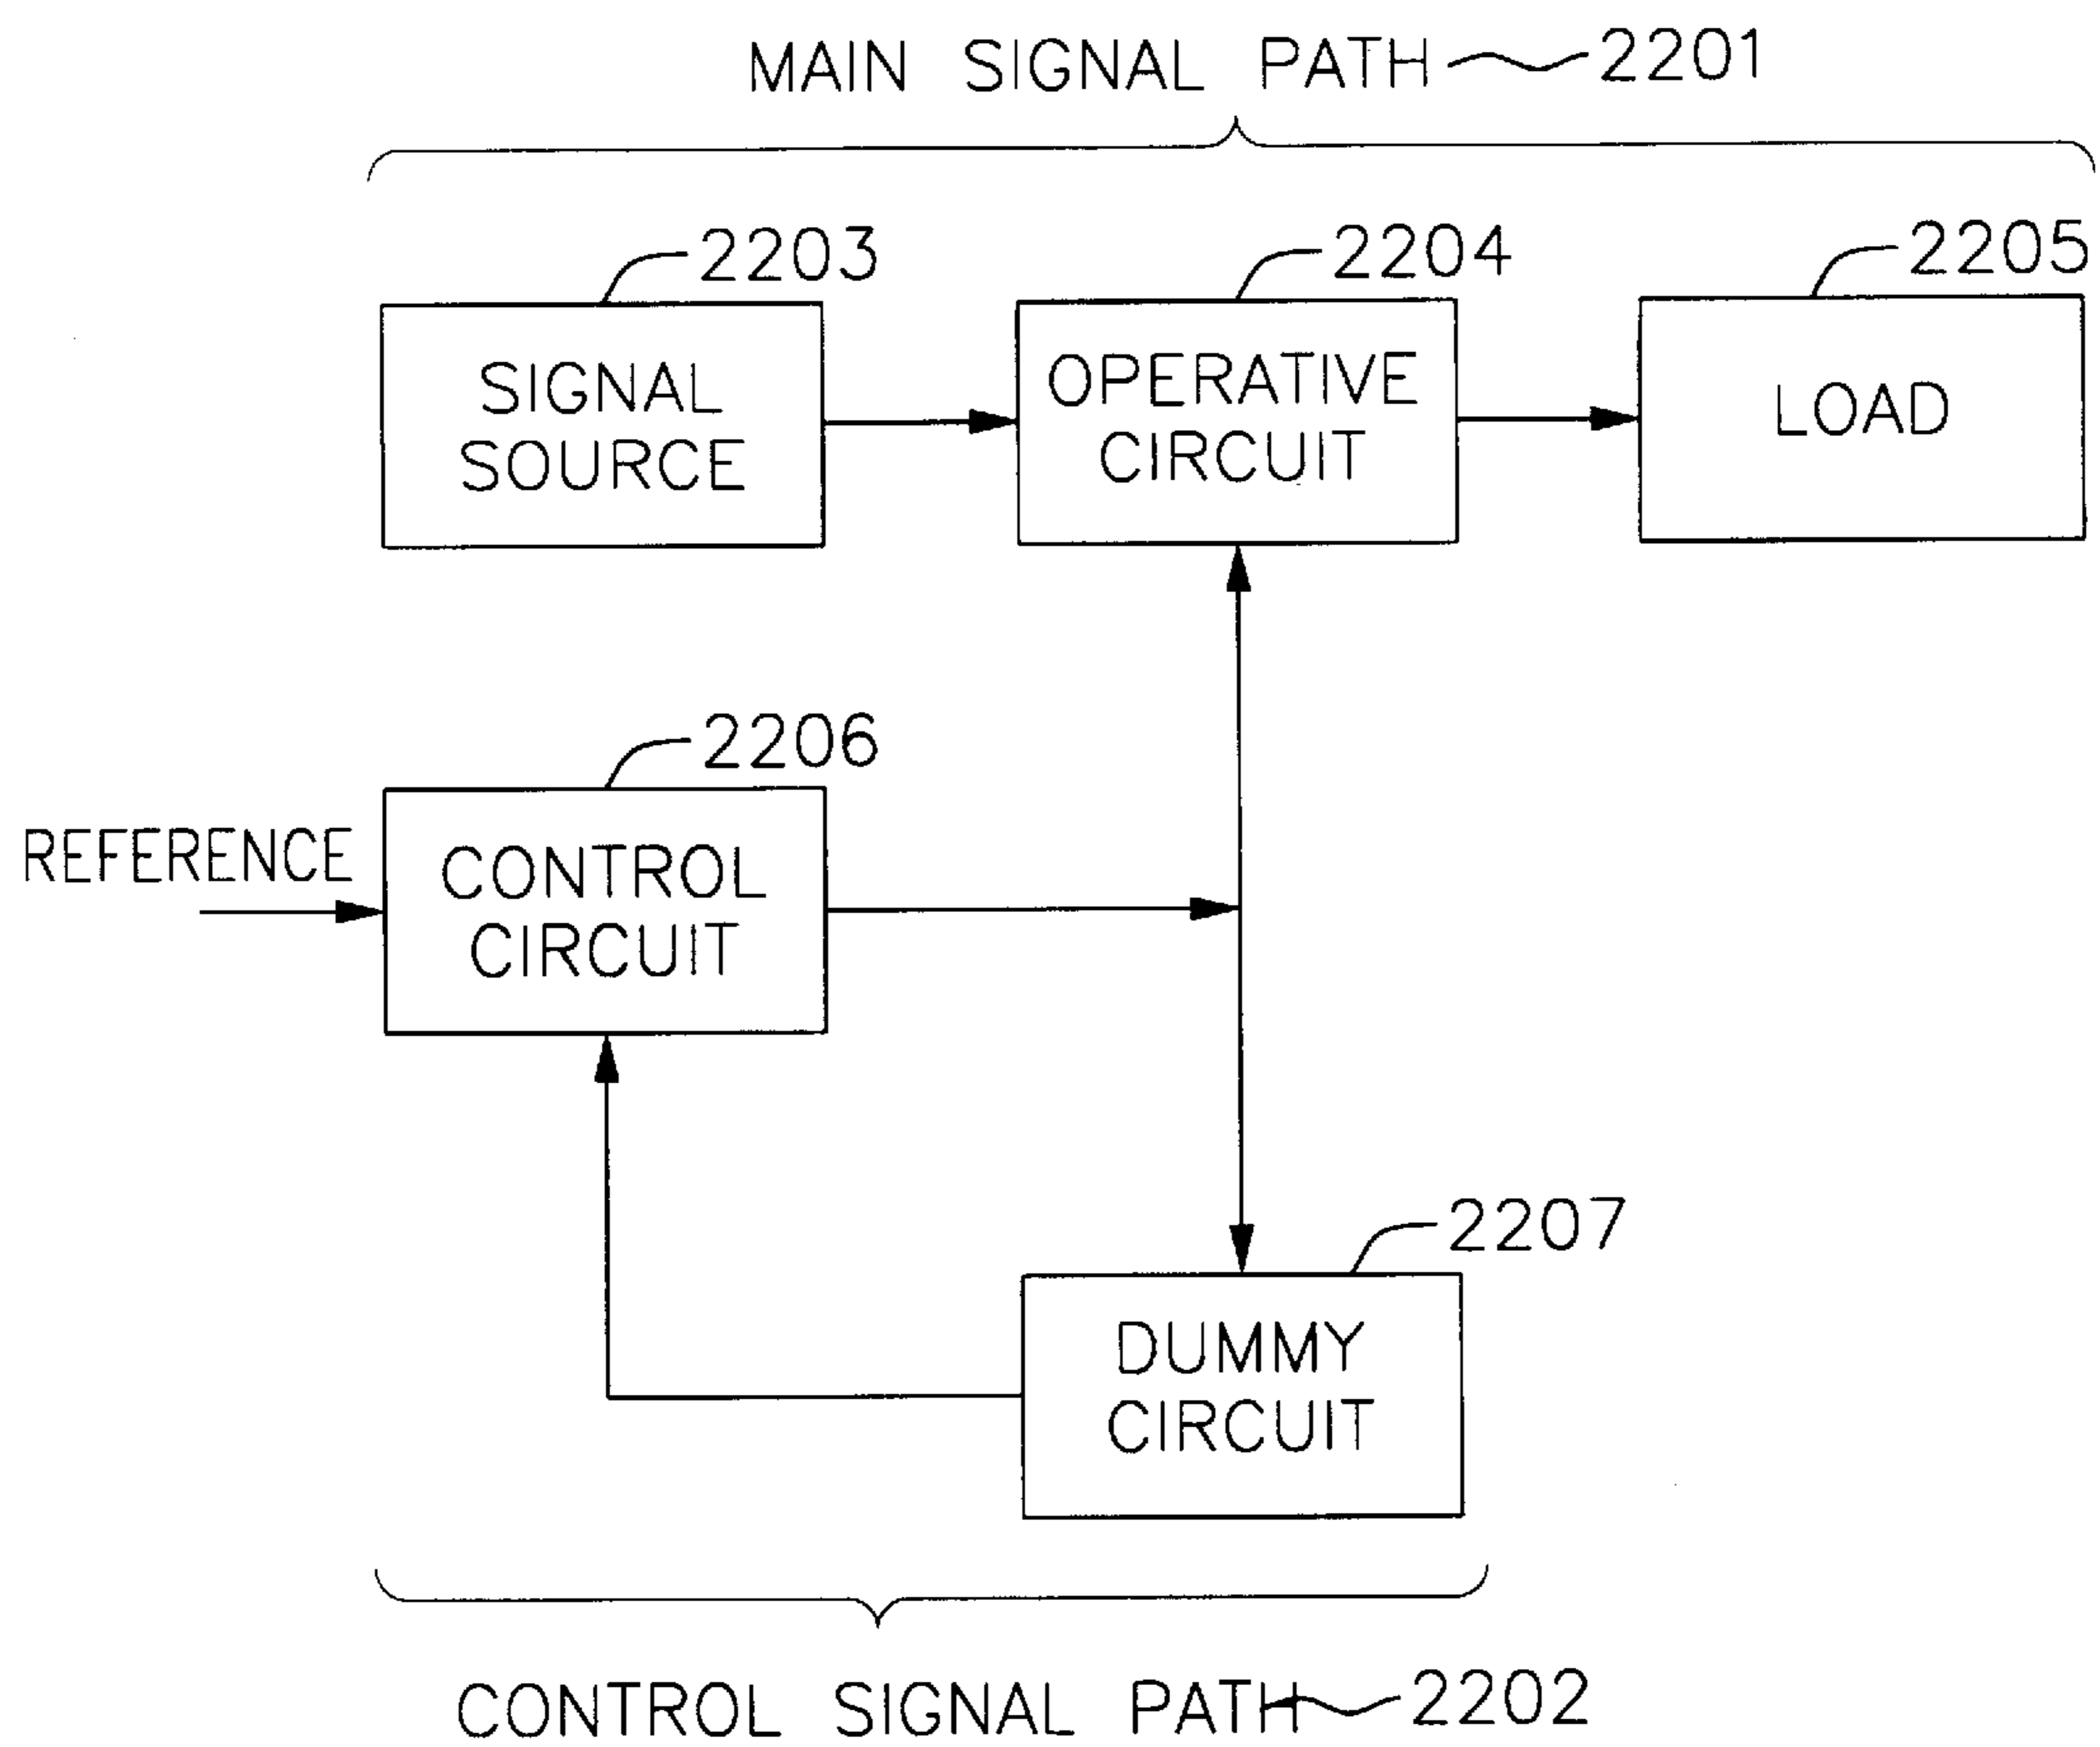 MAIN SIGNAL PATH 2201
2203
2204
2205
SIGNAL
SOURCE
OPERATIVE
CIRCUIT
LOAD
2206
REFERENCE
CONTROL
CIRCUIT
2207
DUMMY
CIRCUIT
CONTROL SIGNAL PATH 2202